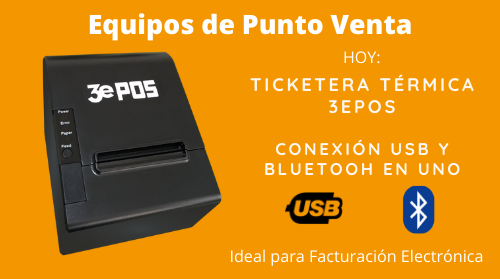 Equipos de Punto Venta
HOY:
TICKETERA TÉRMICA
3EPOS
CONEXIÓN USB Y
BLUETOOH EN UNO
3ePOS
Power
Error
Paper
Feed
USB
Ideal para Facturación Electrónica